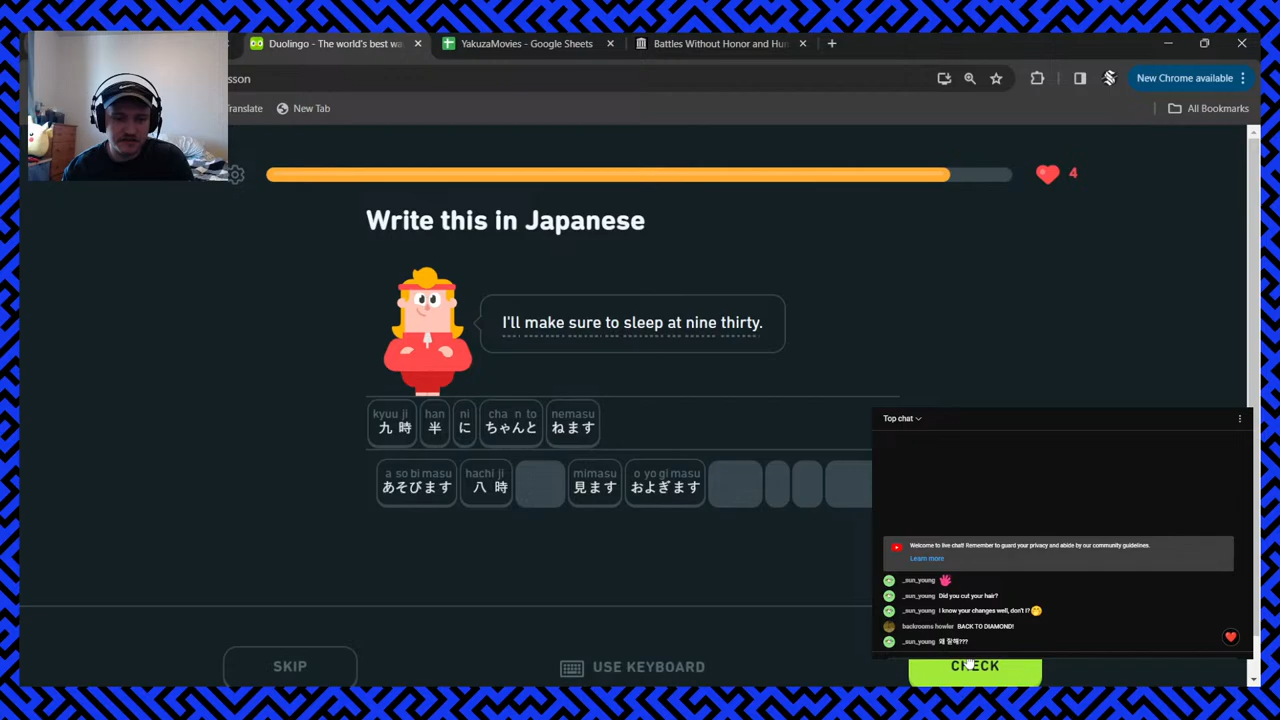 Duolingo - The world's best wa
YakuzaMovies - Google Sheets
Battles Without Honor and Hun
sson
New Chrome available
Translate
New Tab
All Bookmarks
4
Write this in Japanese
I'll make sure to sleep at nine thirty.
kyuu ji han ni cha n to nemasu
九 時 半 に ちゃんと ねます
a so bi masu hachi ji mimasu o yo gi masu
あそびます 八 時 見ます およぎます
Top chat
Welcome to live chat! Remember to guard your privacy and abide by our community guidelines.
Learn more
_sun_young
_sun_young Did you cut your hair?
_sun_young I know your changes well, don't I?
backrooms howler BACK TO DIAMOND!
_sun_young 왜 잘해???
SKIP
USE KEYBOARD
CHECK